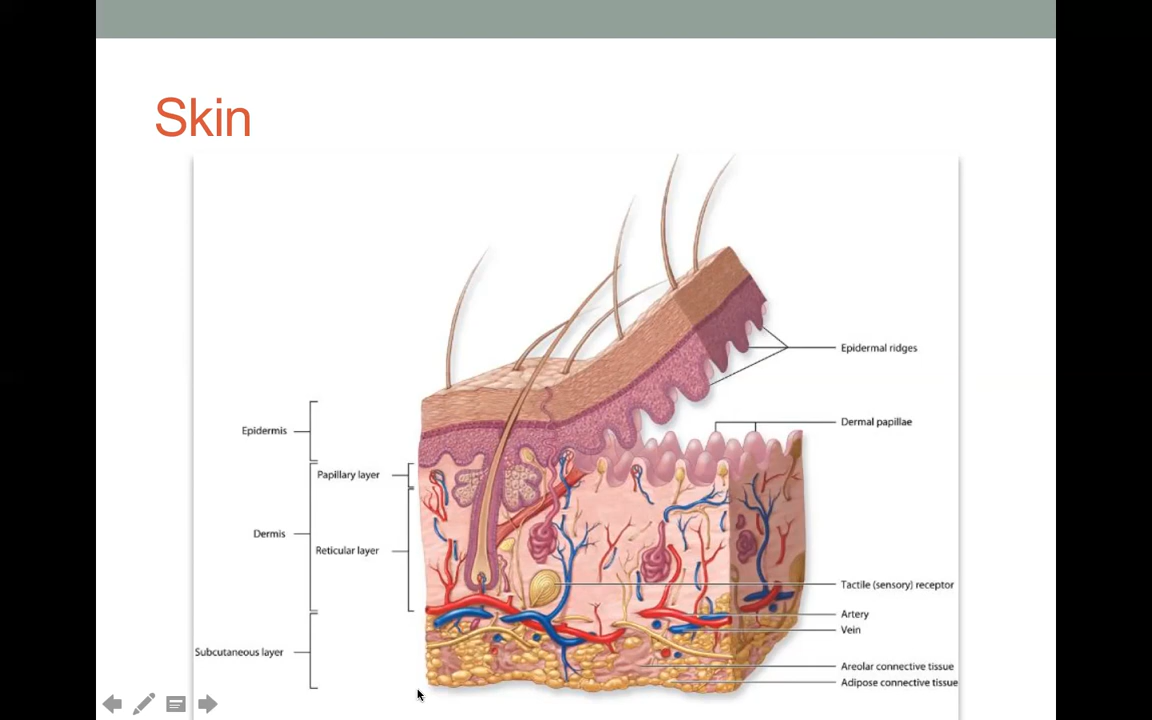 Skin
Epidermal ridges
Dermal papillae
Epidermis
Papillary layer
Dermis
Reticular layer
Tactile (sensory) receptor
Artery
Vein
Subcutaneous layer
Areolar connective tissue
Adipose connective tissue